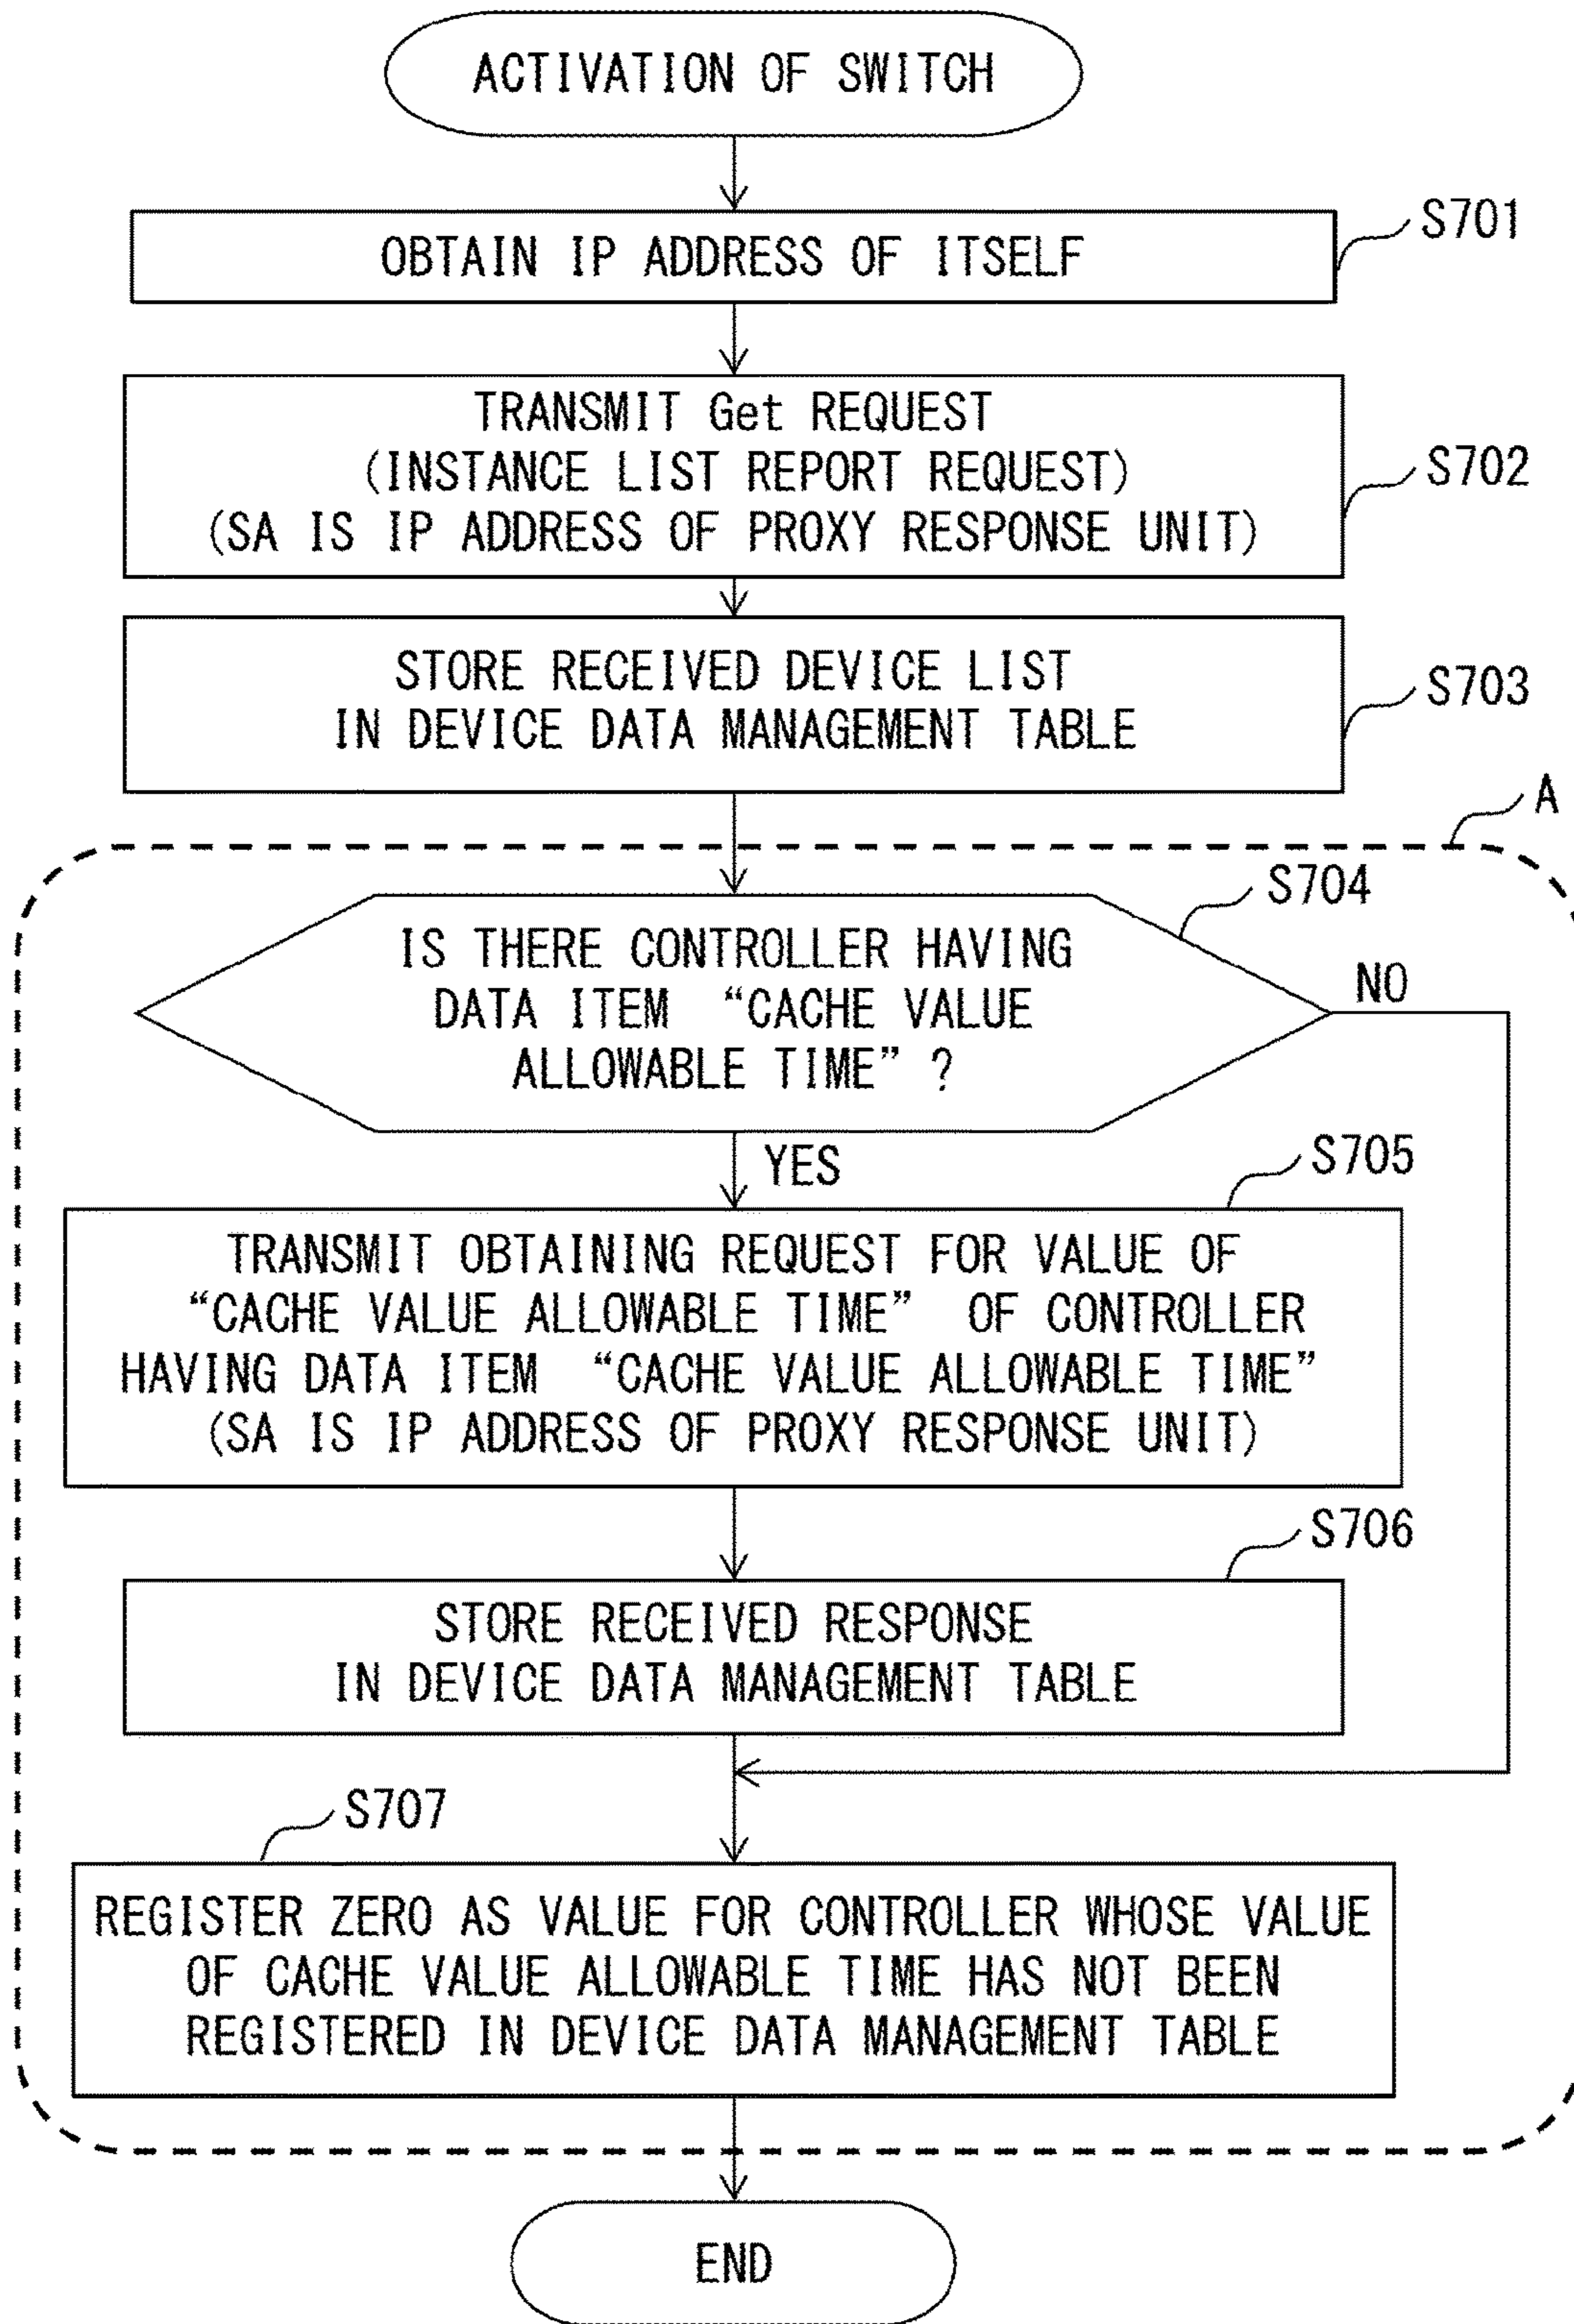 ACTIVATION OF SWITCH
OBTAIN IP ADDRESS OF ITSELF
S701
TRANSMIT Get REQUEST
(INSTANCE LIST REPORT REQUEST)
(SA IS IP ADDRESS OF PROXY RESPONSE UNIT)
S702
STORE RECEIVED DEVICE LIST
IN DEVICE DATA MANAGEMENT TABLE
S703
A
S704
IS THERE CONTROLLER HAVING
DATA ITEM “CACHE VALUE
ALLOWABLE TIME” ?
NO
YES
S705
TRANSMIT OBTAINING REQUEST FOR VALUE OF
“CACHE VALUE ALLOWABLE TIME” OF CONTROLLER
HAVING DATA ITEM “CACHE VALUE ALLOWABLE TIME”
(SA IS IP ADDRESS OF PROXY RESPONSE UNIT)
S706
STORE RECEIVED RESPONSE
IN DEVICE DATA MANAGEMENT TABLE
S707
REGISTER ZERO AS VALUE FOR CONTROLLER WHOSE VALUE
OF CACHE VALUE ALLOWABLE TIME HAS NOT BEEN
REGISTERED IN DEVICE DATA MANAGEMENT TABLE
END